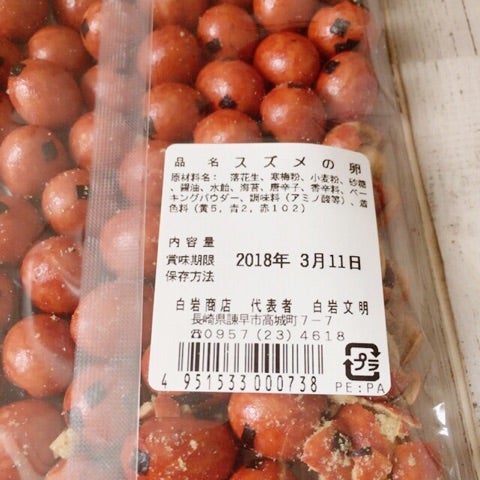 品名 スズメの卵
原材料名: 落花生、寒梅粉、小麦粉、砂糖
、醤油、水飴、海苔、唐辛子、香辛料、ベー
キングパウダー、調味料(アミノ酸等)、着
色料(黄5，青2，赤102)
内容量
賞味期限 2018年 3月11日
保存方法
白岩商店 代表者 白岩文明
長崎県諫早市高城町7-7
☎0957(23)4618
4 951533 000738
プラ
PE:PA